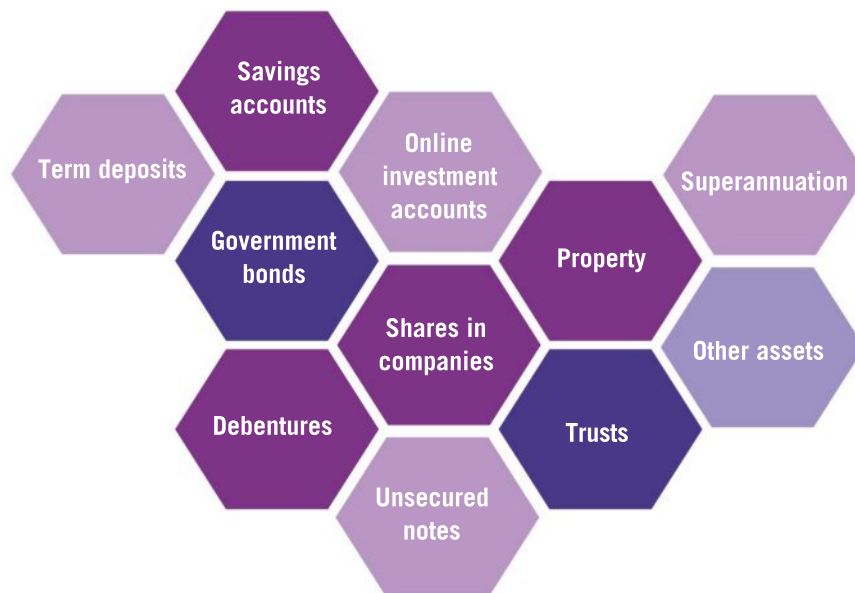 Savings
accounts
Term deposits
Online
investment
accounts
Superannuation
Government
bonds
Property
Shares in
companies
Other assets
Debentures
Trusts
Unsecured
notes